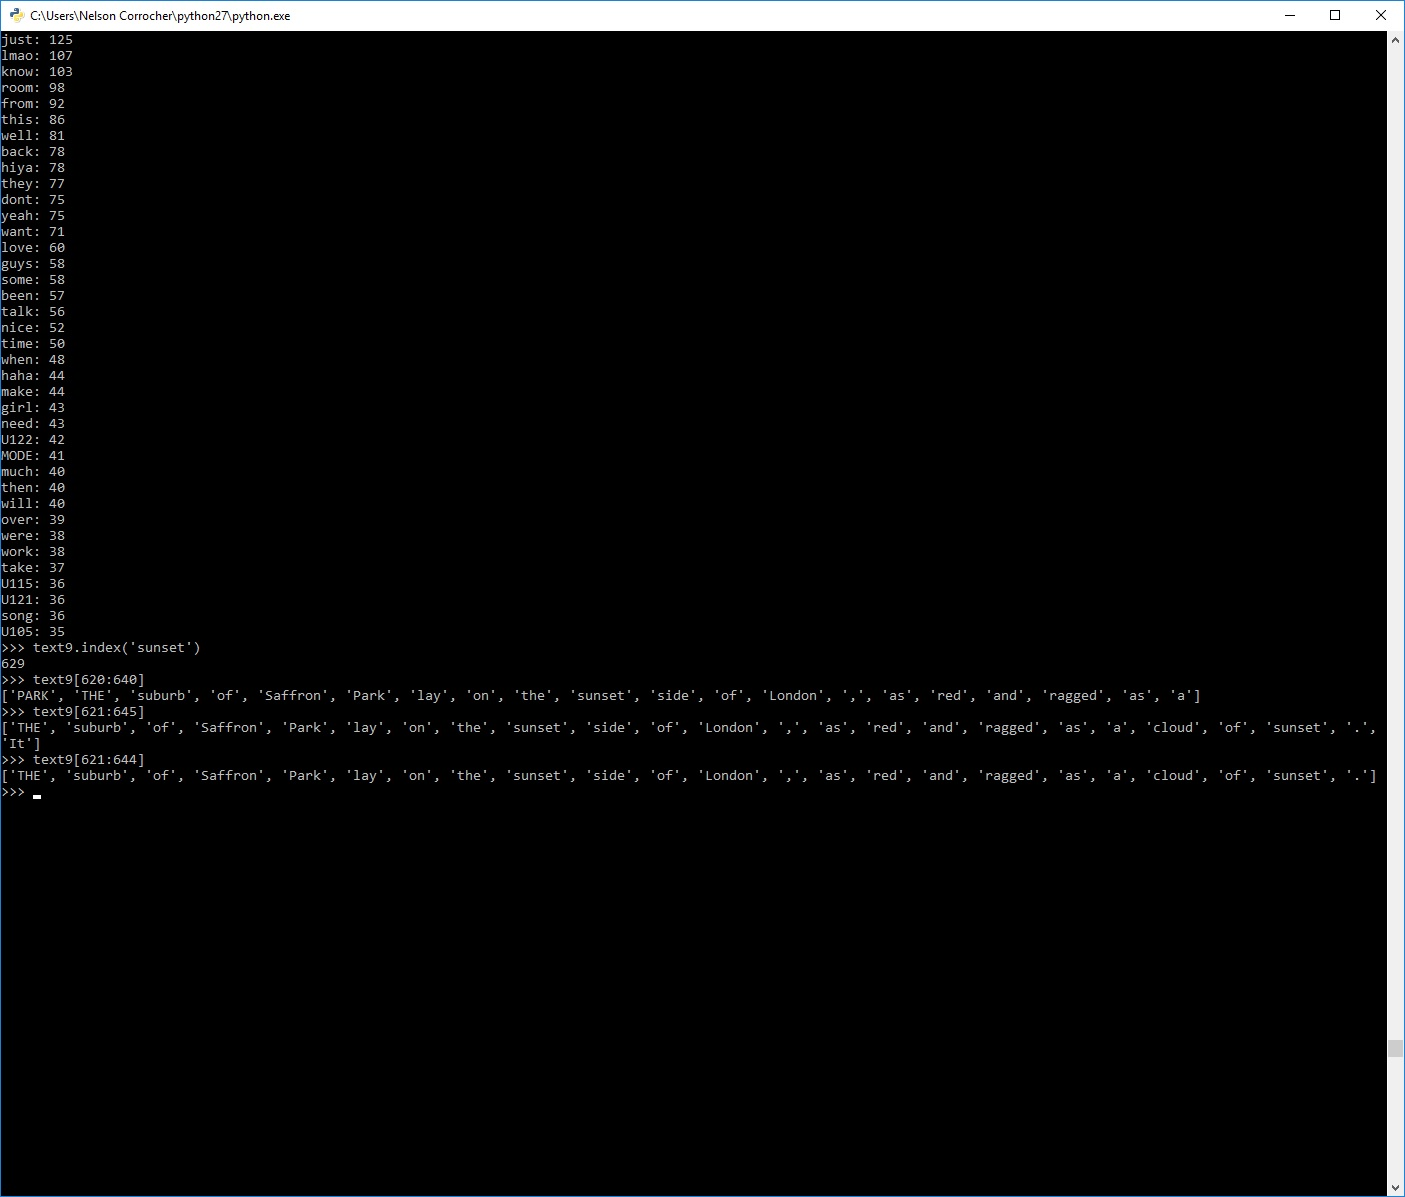 C:\Users\Nelson Corrocher\python27\python.exe
just: 125
lmao: 107
know: 103
room: 98
from: 92
this: 86
well: 81
back: 78
hiya: 78
they: 77
dont: 75
yeah: 75
want: 71
love: 60
guys: 58
some: 58
been: 57
talk: 56
nice: 52
time: 50
when: 48
haha: 44
make: 44
girl: 43
need: 43
U122: 42
MODE: 41
much: 40
then: 40
will: 40
over: 39
were: 38
work: 38
take: 37
U115: 36
U121: 36
song: 36
U105: 35
>>> text9.index('sunset')
629
>>> text9[620:640]
['PARK', 'THE', 'suburb', 'of', 'Saffron', 'Park', 'lay', 'on', 'the', 'sunset', 'side', 'of', 'London', ',', 'as', 'red', 'and', 'ragged', 'as', 'a']
>>> text9[621:645]
['THE', 'suburb', 'of', 'Saffron', 'Park', 'lay', 'on', 'the', 'sunset', 'side', 'of', 'London', ',', 'as', 'red', 'and', 'ragged', 'as', 'a', 'cloud', 'of', 'sunset', '.',
'It']
>>> text9[621:644]
['THE', 'suburb', 'of', 'Saffron', 'Park', 'lay', 'on', 'the', 'sunset', 'side', 'of', 'London', ',', 'as', 'red', 'and', 'ragged', 'as', 'a', 'cloud', 'of', 'sunset', '.']
>>>